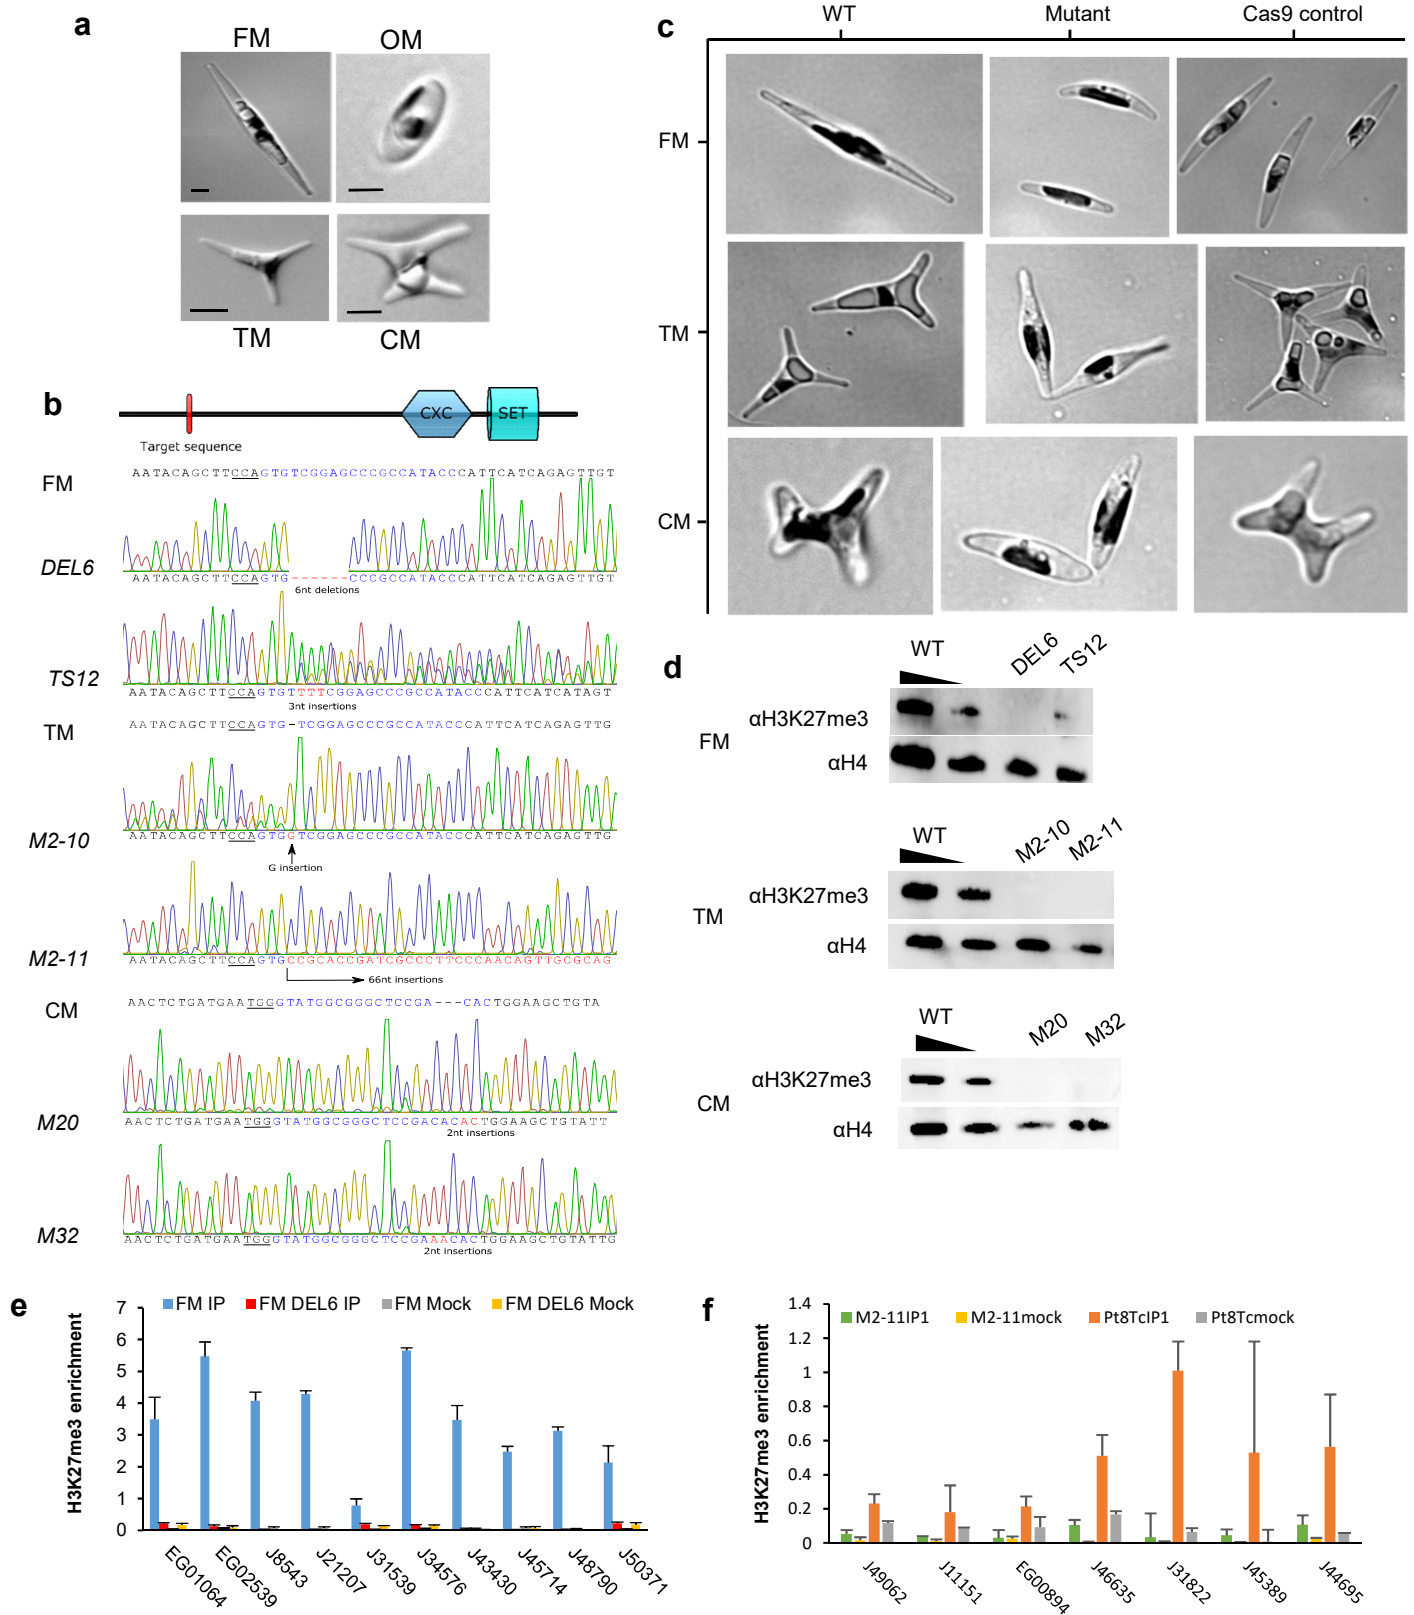 a
FM
OM
TM
CM
b
CXC
SET
Target sequence
FM
AATACAGCTTCCAGTGTCGGAGCCCGCCATACCCATTCATCAGAGTTGT
DEL6
AATACAGCTTCCAGTG------CCCGCCATACCCATTCATCAGAGTTGT
6nt deletions
TS12
AATACAGCTTCCAGTGTTTTCGGAGCCCGCCATACCCATTCATCATAGT
3nt insertions
TM
AATACAGCTTCCAGTG-TCGGAGCCCGCCATACCCATTCATCAGAGTTG
M2-10
AATACAGCTTCCAGTGGTCGGAGCCCGCCATACCCATTCATCAGAGTTG
G insertion
M2-11
AATACAGCTTCCAGTGCCGCACCGATCGCCCTTCCCAACAGTTGCGCAG
66nt insertions
CM
AACTCTGATGAATGGGTATGGCGGGCTCCGA---CACTGGAAGCTGTA
M20
AACTCTGATGAATGGGTATGGCGGGCTCCGACACACTGGAAGCTGTATT
2nt insertions
M32
AACTCTGATGAATGGGTATGGCGGGCTCCGAAACACTGGAAGCTGTATTG
2nt insertions
c
WT
Mutant
Cas9 control
FM
TM
CM
d
WT
DEL6
TS12
FM
αH3K27me3
αH4
WT
M2-10
M2-11
TM
αH3K27me3
αH4
WT
M20
M32
CM
αH3K27me3
αH4
e
FM IP
FM DEL6 IP
FM Mock
FM DEL6 Mock
H3K27me3 enrichment
7
6
5
4
3
2
1
0
EG01064
EG02539
J8543
J21207
J31539
J34576
J43430
J45714
J48790
J50371
f
M2-11IP1
M2-11mock
Pt8TcIP1
Pt8Tcmock
H3K27me3 enrichment
1.4
1.2
1
0.8
0.6
0.4
0.2
0
J49062
J11151
EG00894
J46635
J31822
J45389
J44695